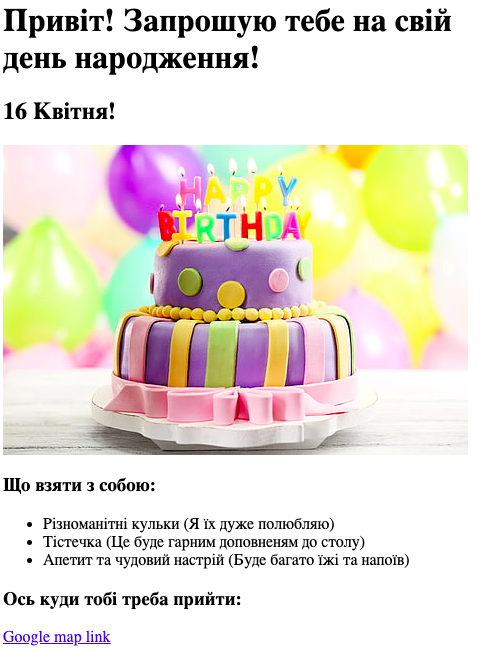 Привіт! Запрошую тебе на свій
день народження!
16 Квітня!
HAPPY
BIRTHDAY
Що взяти з собою:
Різноманітні кульки (Я їх дуже полюбляю)
Тістечка (Це буде гарним доповненям до столу)
Апетит та чудовий настрій (Буде багато їжі та напоїв)
Ось куди тобі треба прийти:
Google map link